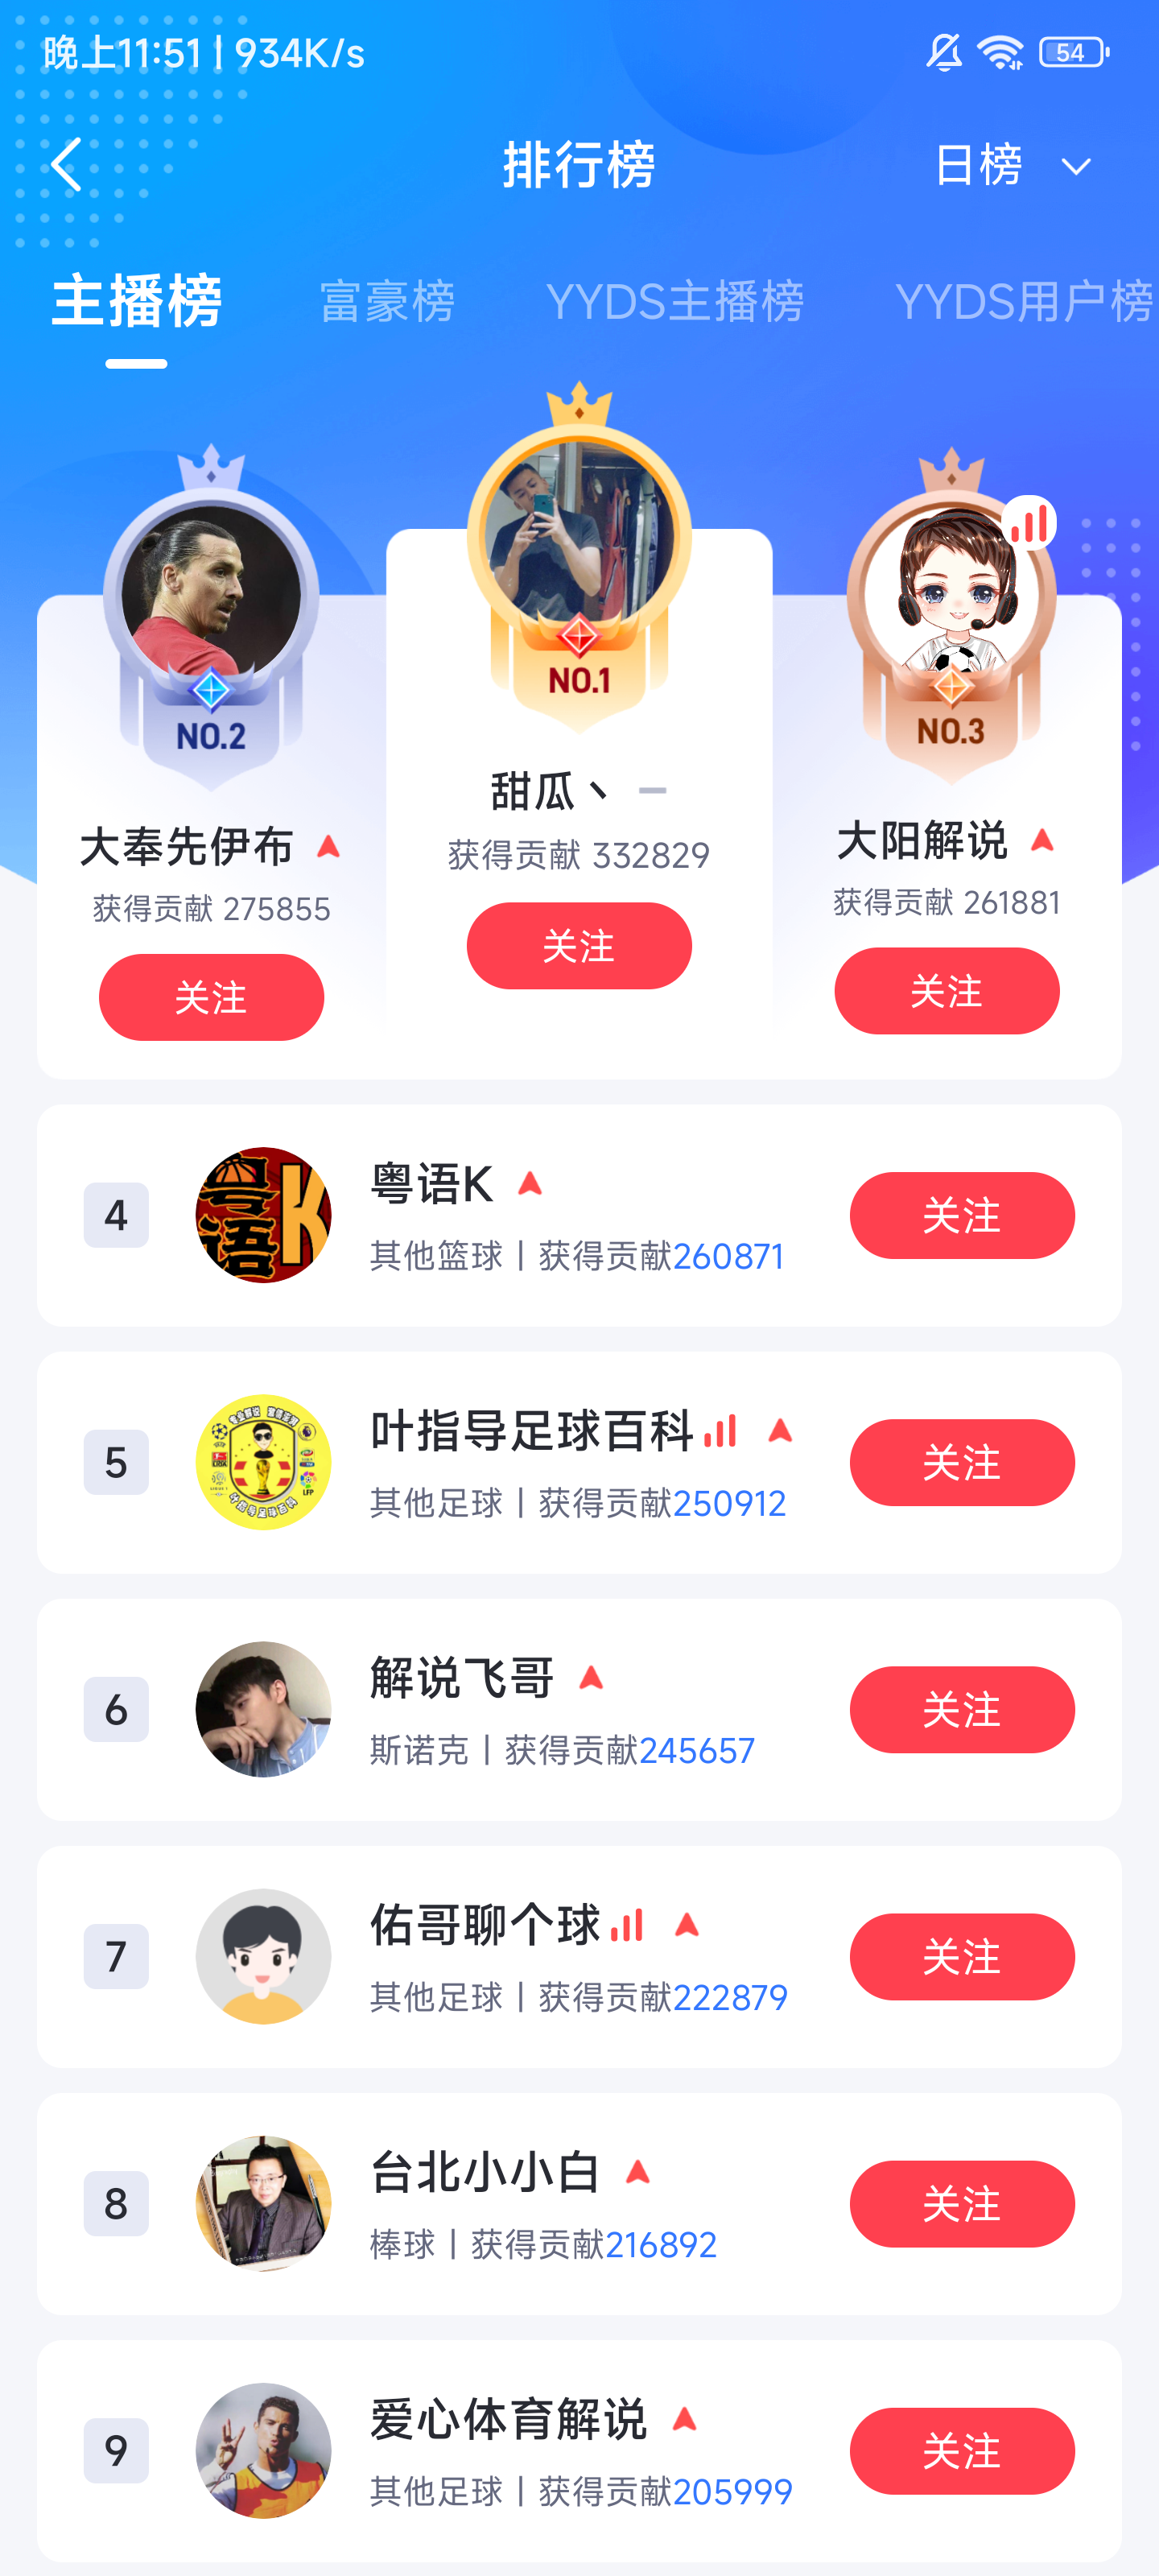 晚上11:51 | 934K/s
54
排行榜
日榜
主播榜
富豪榜
YYDS主播榜
YYDS用户榜
NO.1
甜瓜丶
获得贡献 332829
关注
NO.2
大奉先伊布
获得贡献 275855
关注
NO.3
大阳解说
获得贡献 261881
关注
4
粤语K
粤语K
其他篮球丨获得贡献260871
关注
5
叶指导足球百科
其他足球丨获得贡献250912
关注
6
解说飞哥
斯诺克丨获得贡献245657
关注
7
佑哥聊个球
其他足球丨获得贡献222879
关注
8
台北小小白
棒球丨获得贡献216892
关注
9
爱心体育解说
其他足球丨获得贡献205999
关注